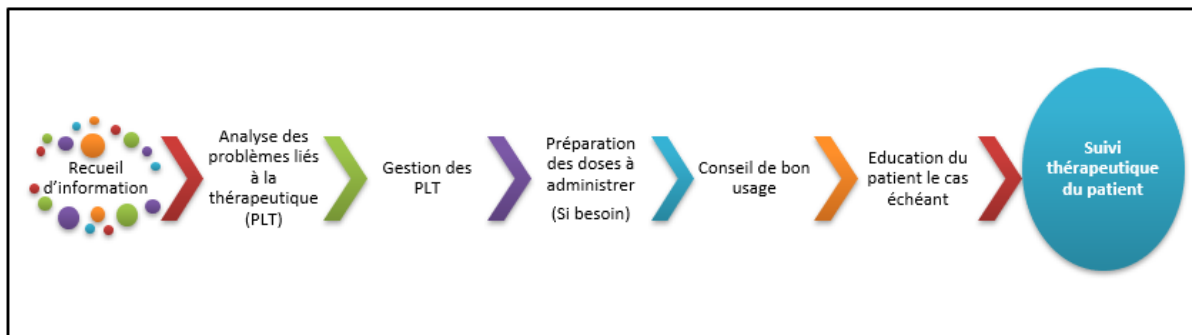 Recueil
d'information
Analyse des
problèmes liés
à la
thérapeutique
(PLT)
Gestion des
PLT
Préparation
des doses à
administrer
(Si besoin)
Conseil de bon
usage
Education du
patient le cas
échéant
Suivi
thérapeutique
du patient